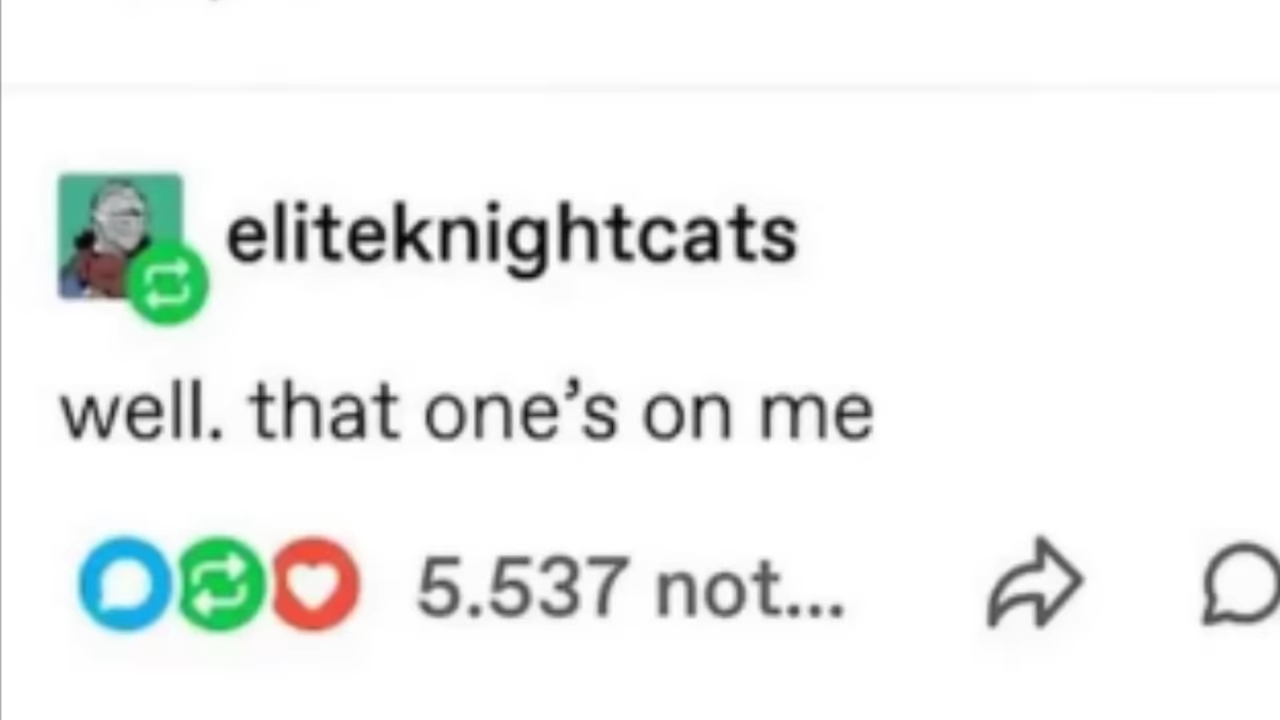 eliteknightcats
well. that one’s on me
5.537 not...